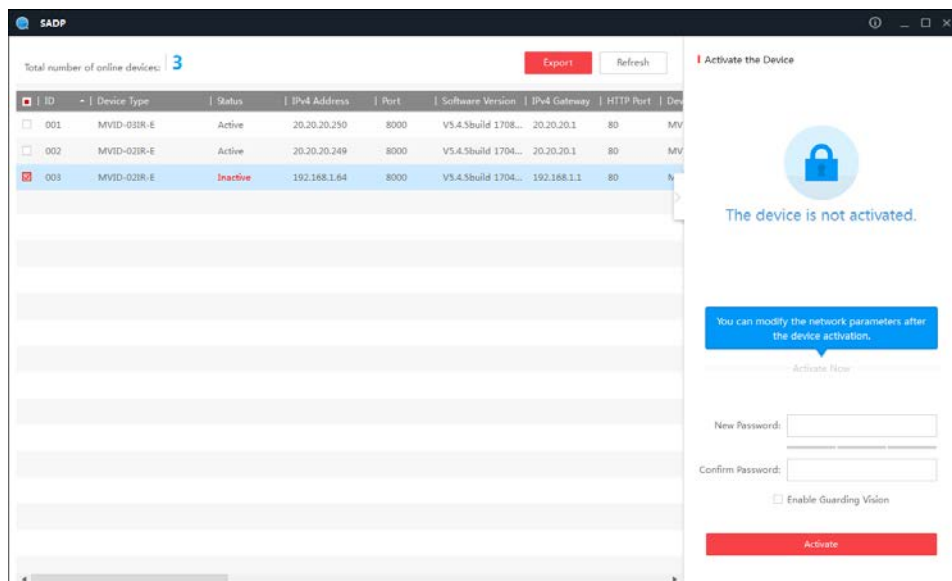 SADP
Total number of online devices: 3
Export
Refresh
ID | Device Type | Status | IPv4 Address | Port | Software Version | IPv4 Gateway | HTTP Port | Dev
001 MVID-03IR-E Active 20.20.20.250 8000 V5.4.5build 1708... 20.20.20.1 80 MV
002 MVID-02IR-E Active 20.20.20.249 8000 V5.4.5build 1704... 20.20.20.1 80 MV
003 MVID-02IR-E Inactive 192.168.1.64 8000 V5.4.5build 1704... 192.168.1.1 80
Activate the Device
The device is not activated.
You can modify the network parameters after
the device activation.
Activate Now
New Password:
Confirm Password:
Enable Guarding Vision
Activate